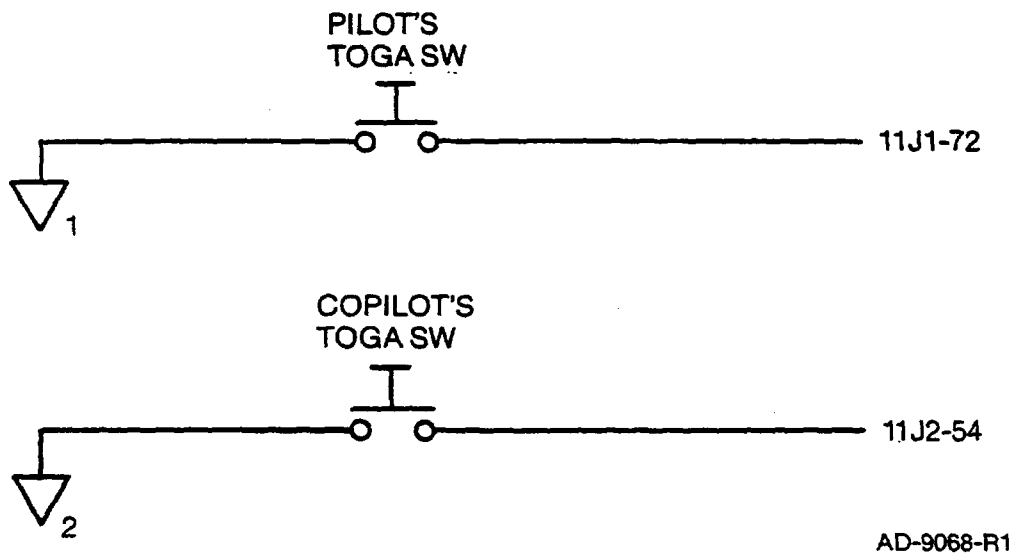 PILOT'S
TOGA SW
11J1-72
1
COPILOT'S
TOGA SW
11J2-54
2
AD-9068-R1